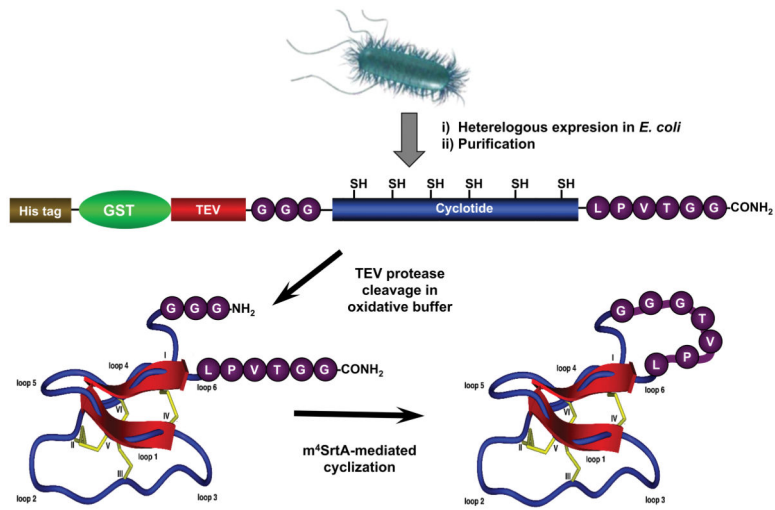 i) Heterelogous expresion in E. coli
ii) Purification
SH SH SH SH SH SH
His tag GST TEV G G G Cyclotide L P V T G G CONH2
TEV protease
cleavage in
oxidative buffer
G G G NH2
L P V T G G CONH2
I
loop 4
loop 6
loop 5
VI
IV
II
V
loop 1
III
loop 2
loop 3
m⁴SrtA-mediated
cyclization
G G G T V P L
I
loop 4
loop 6
loop 5
VI
IV
II
V
loop 1
III
loop 2
loop 3